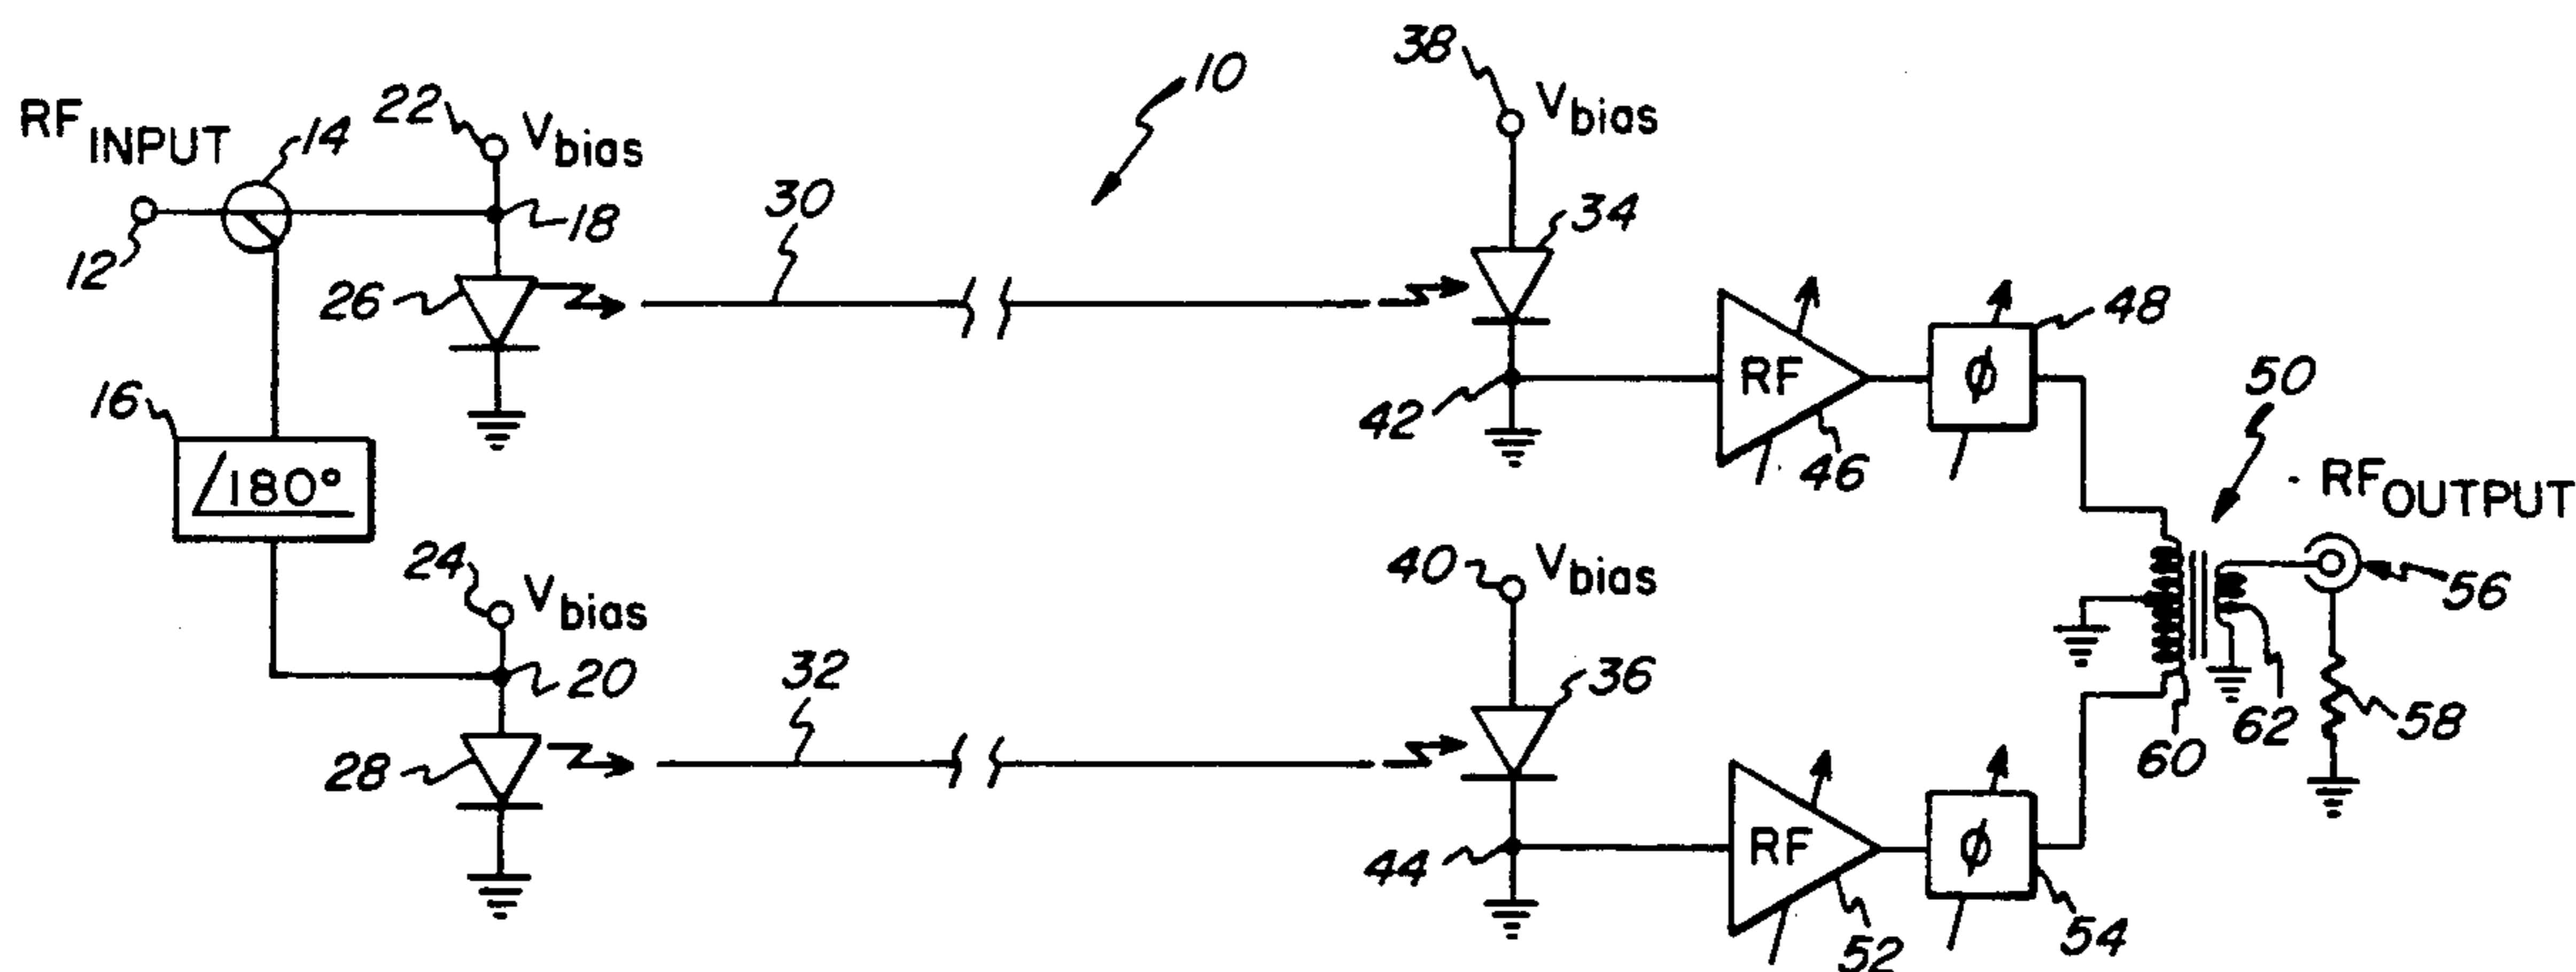 RF INPUT
12
14
16
∠180°
22
Vbias
18
26
24
Vbias
20
28
30
32
10
38
Vbias
34
42
40
Vbias
36
44
RF
46
φ
48
RF
52
φ
54
50
60
62
RF OUTPUT
56
58